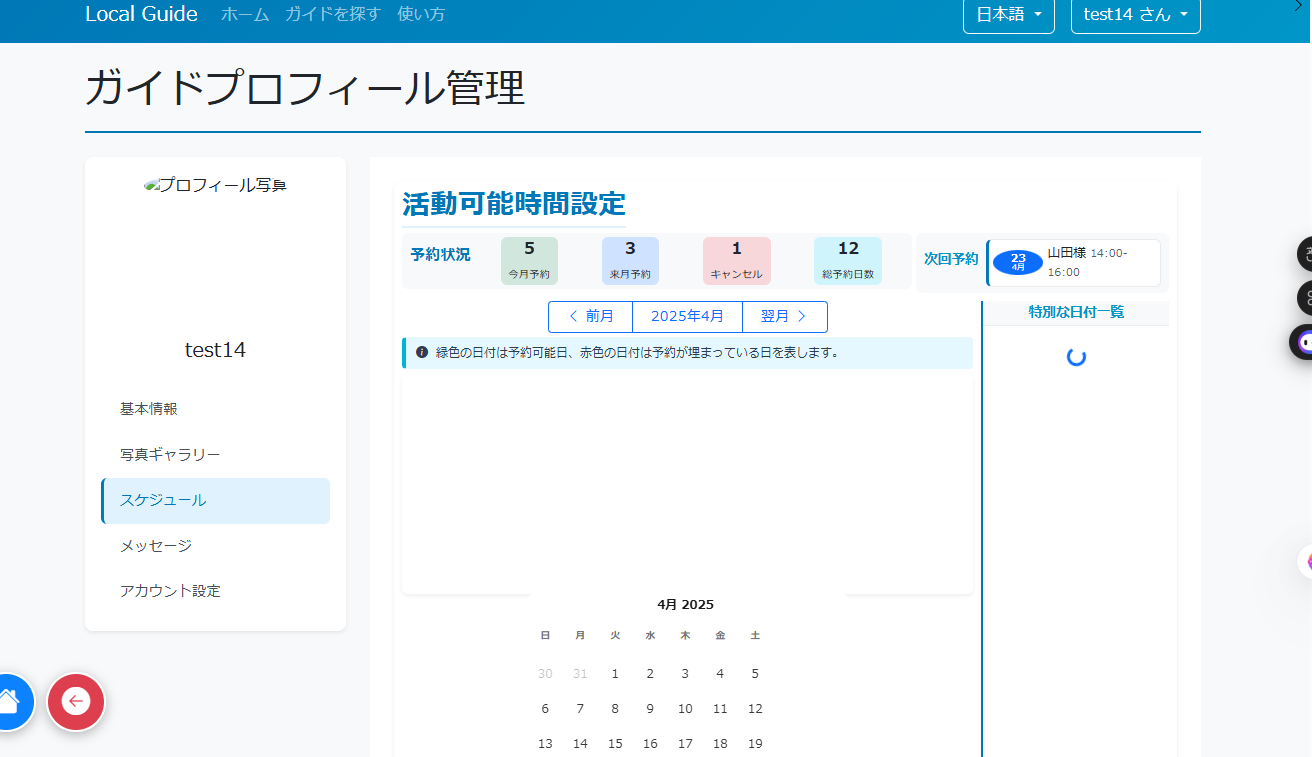 Local Guide ホーム ガイドを探す 使い方 日本語 test14 さん
ガイドプロフィール管理
プロフィール写真
test14
基本情報
写真ギャラリー
スケジュール
メッセージ
アカウント設定
活動可能時間設定
予約状況
5
今月予約
3
来月予約
1
キャンセル
12
総予約日数
次回予約
23
4月
山田様 14:00-
16:00
前月 2025年4月 翌月
緑色の日付は予約可能日、赤色の日付は予約が埋まっている日を表します。
特別な日付一覧
4月 2025
日 月 火 水 木 金 土
30 31 1 2 3 4 5
6 7 8 9 10 11 12
13 14 15 16 17 18 19